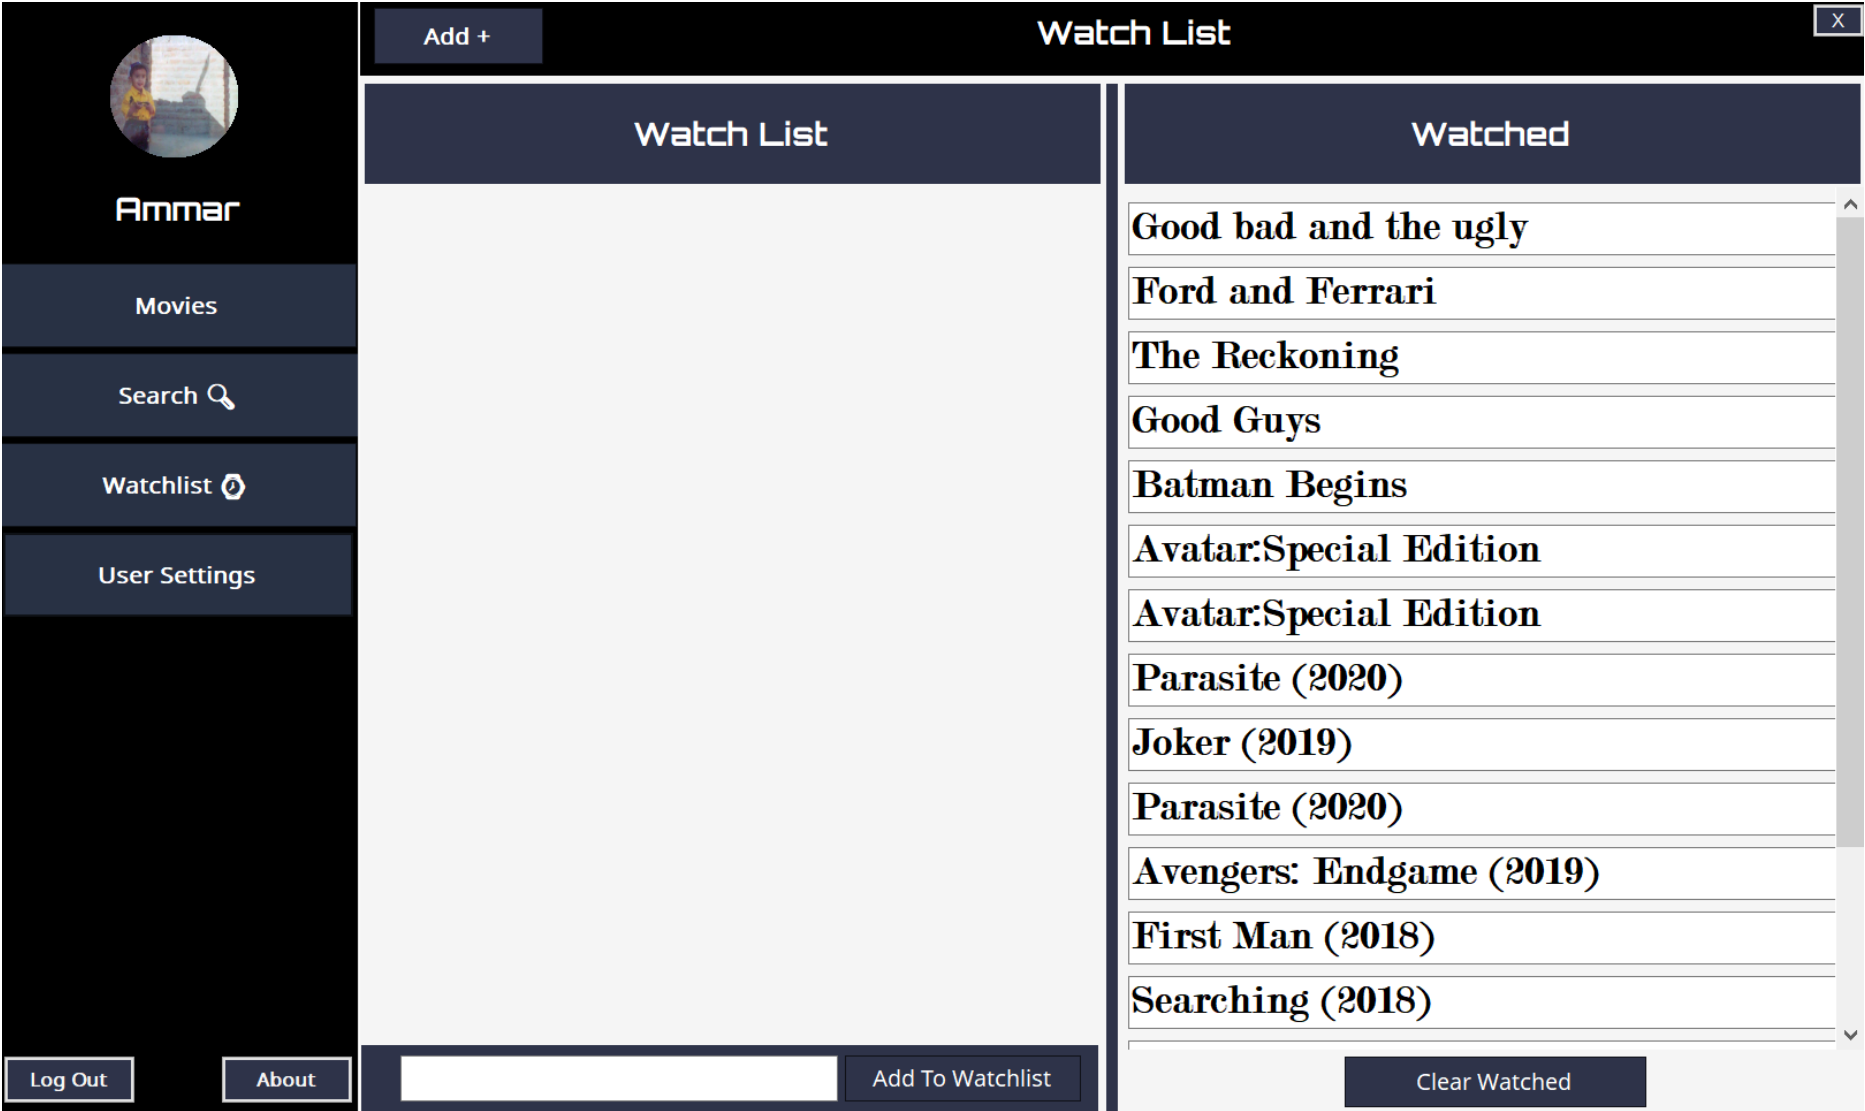 Ammar
Movies
Search
Watchlist
User Settings
Log Out
About
Add +
Watch List
X
Watch List
Add To Watchlist
Watched
Good bad and the ugly
Ford and Ferrari
The Reckoning
Good Guys
Batman Begins
Avatar:Special Edition
Avatar:Special Edition
Parasite (2020)
Joker (2019)
Parasite (2020)
Avengers: Endgame (2019)
First Man (2018)
Searching (2018)
Clear Watched